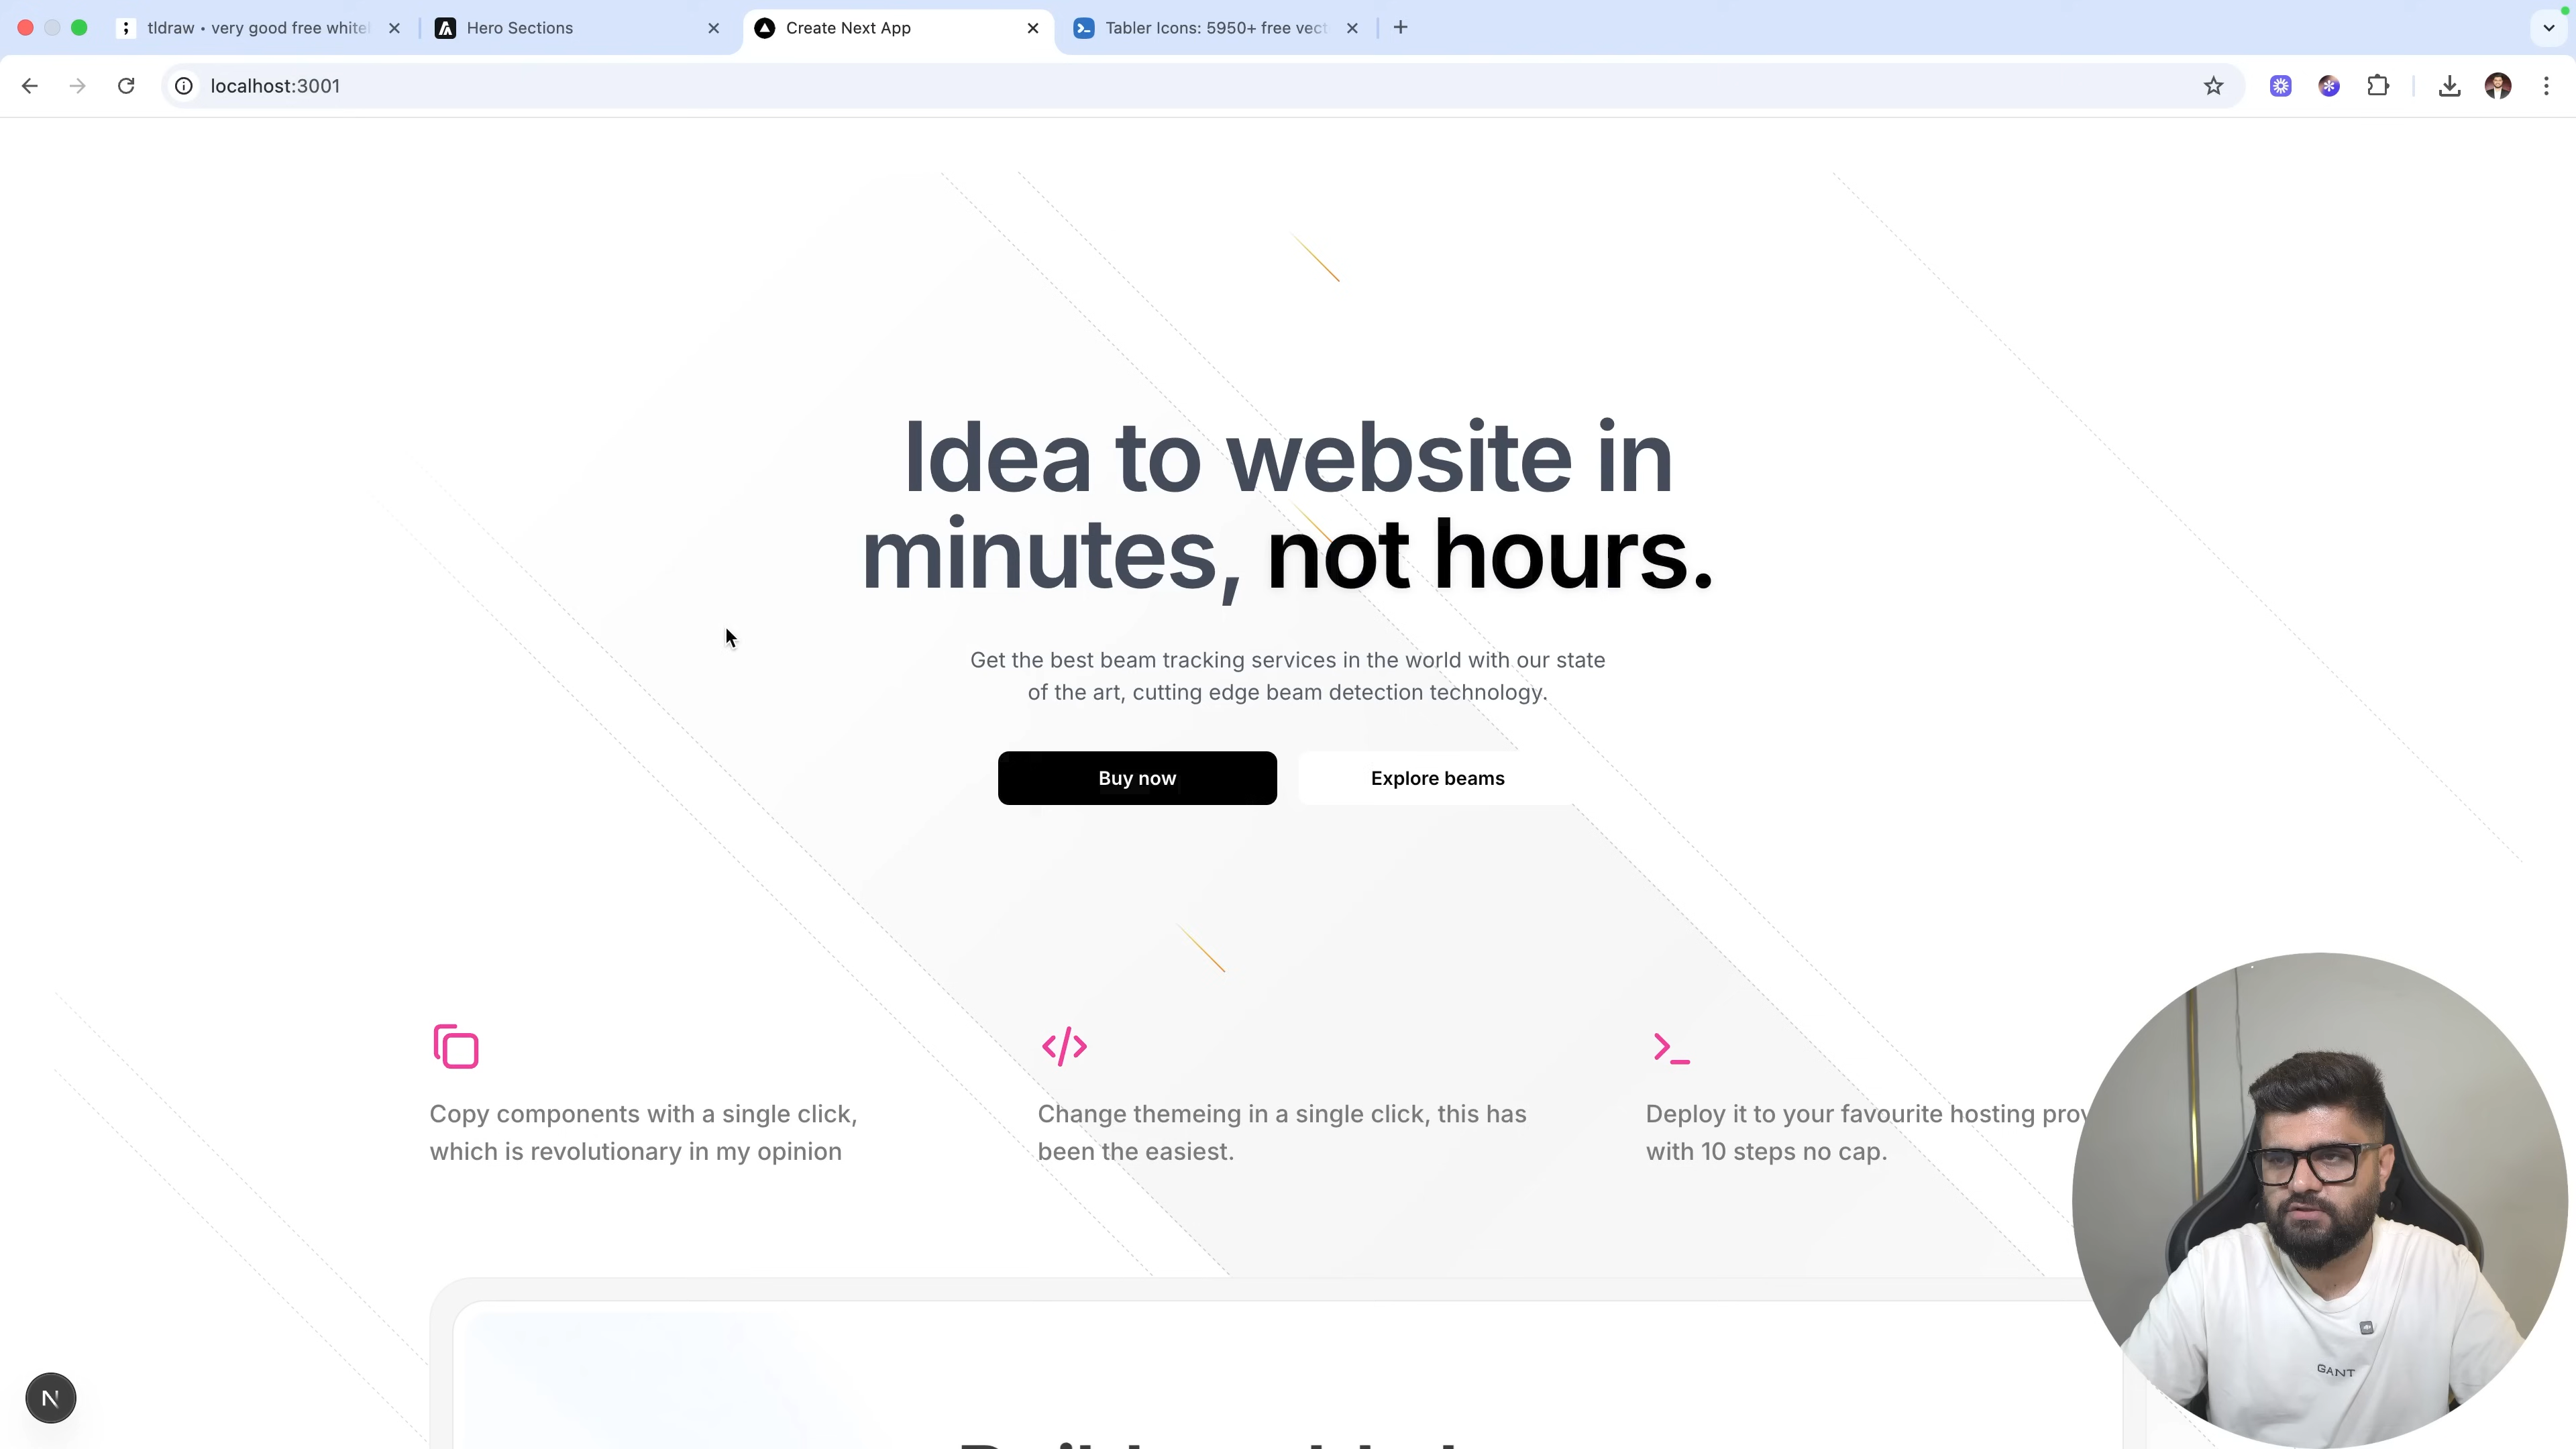 tldraw • very good free white
Hero Sections
Create Next App
Tabler Icons: 5950+ free vect
localhost:3001
Idea to website in
minutes, not hours.
Get the best beam tracking services in the world with our state
of the art, cutting edge beam detection technology.
Buy now
Explore beams
Copy components with a single click,
which is revolutionary in my opinion
Change themeing in a single click, this has
been the easiest.
Deploy it to your favourite hosting prov
with 10 steps no cap.
GANT
N